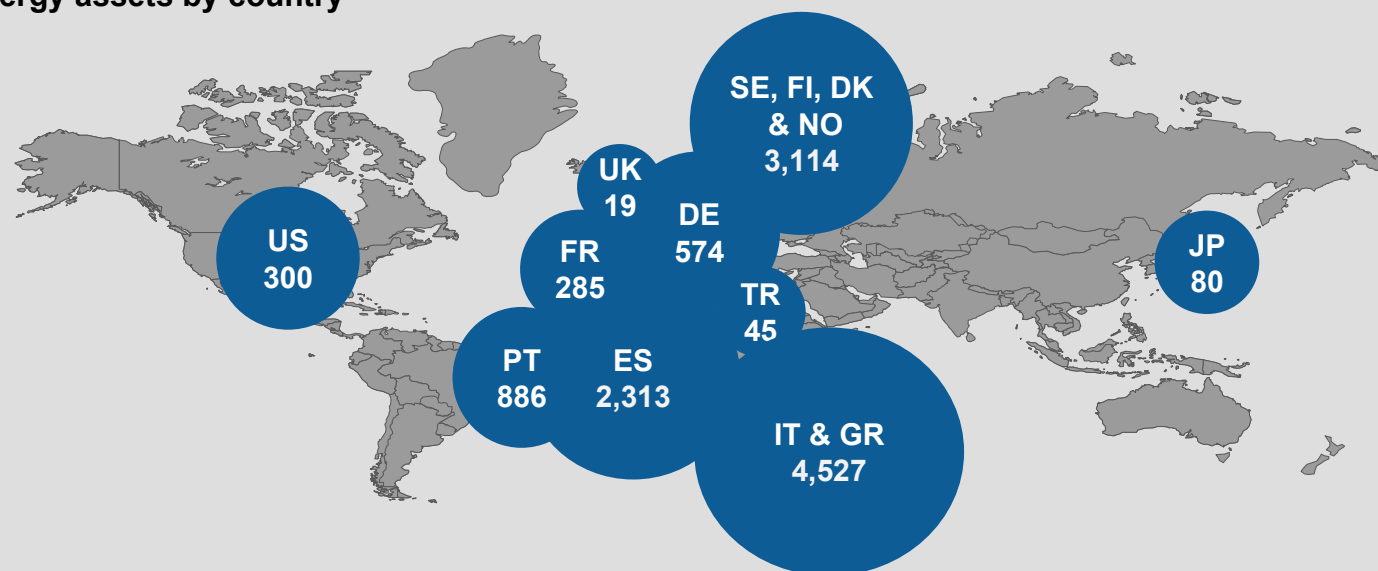 ergy assets by country
SE, FI, DK
& NO
3,114
UK
19
DE
574
US
300
FR
285
JP
80
TR
45
PT
886
ES
2,313
IT & GR
4,527